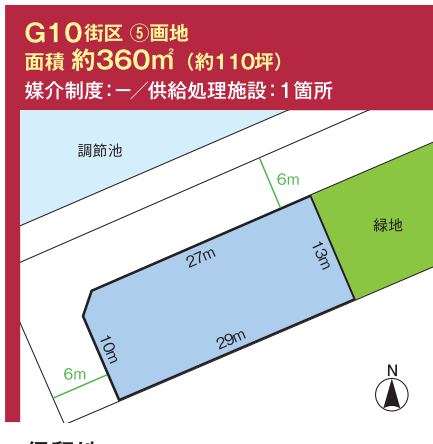 G10街区 ⑤画地
面積 約360㎡（約110坪）
媒介制度：－／供給処理施設：1箇所
調節池
6m
緑地
27m
13m
10m
29m
6m
N